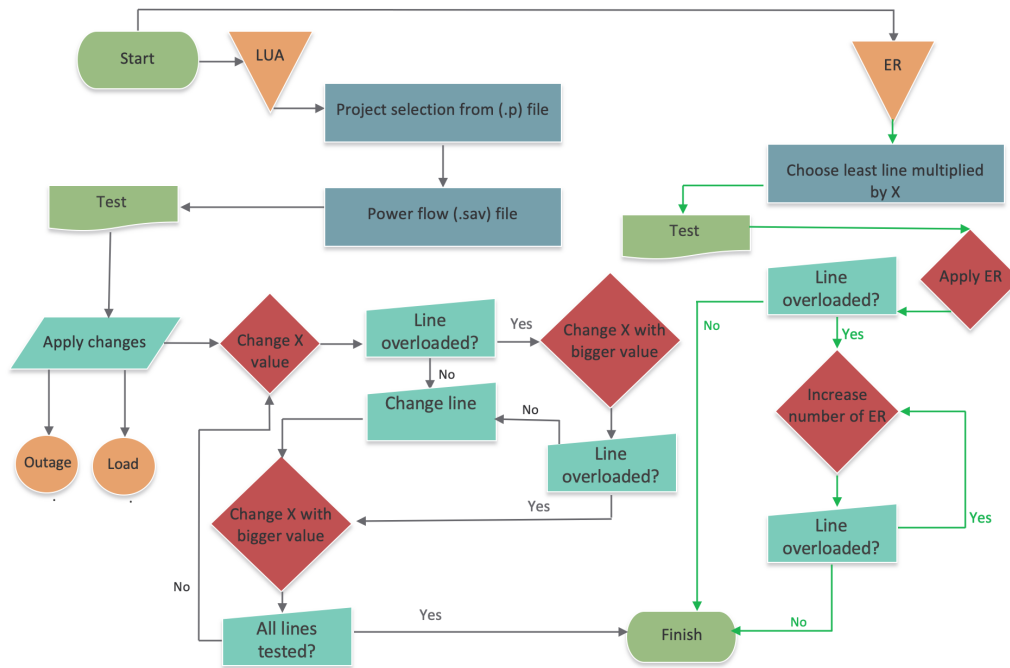 Start
LUA
ER
Project selection from (.p) file
Choose least line multiplied
by X
Test
Power flow (.sav) file
Test
Apply ER
Line
overloaded?
No
Yes
Apply changes
Change X
value
Line
overloaded?
Yes
Change X with
bigger value
No
Change line
No
Line
overloaded?
Yes
Increase
number of ER
Outage
Load
.
.
Change X with
bigger value
Line
overloaded?
Yes
No
All lines
tested?
Yes
Finish
No